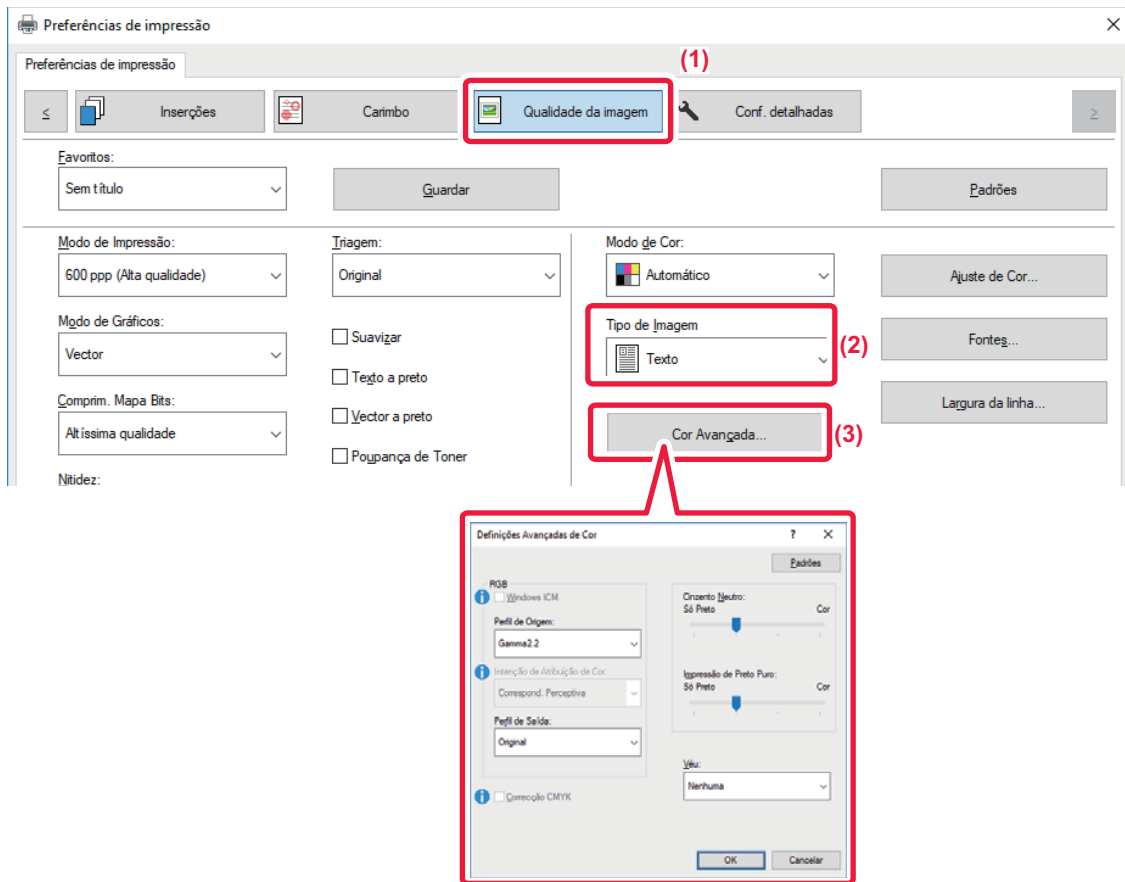 Preferências de impressão
Preferências de impressão
(1)
<
Inserções
Carimbo
Qualidade da imagem
Conf. detalhadas
>
Favoritos:
Sem título
Guardar
Padrões
Modo de Impressão:
600 ppp (Alta qualidade)
Triagem:
Original
Modo de Cor:
Automático
Ajuste de Cor...
Modo de Gráficos:
Vector
Suavizar
Texto a preto
Tipo de Imagem
Texto
(2)
Fontes...
Comprim. Mapa Bits:
Altíssima qualidade
Vector a preto
Poupança de Toner
Cor Avançada...
(3)
Largura da linha...
Nitidez:
Definições Avançadas de Cor
?
Padrões
RGB
Windows ICM
Perfil de Origem:
Gamma2.2
Intenção de Atribuição de Cor:
Correspond. Perceptiva
Perfil de Saída:
Original
Correcção CMYK
Cinzento Neutro:
Só Preto Cor
Impressão de Preto Puro:
Só Preto Cor
Véu:
Nenhuma
OK
Cancelar